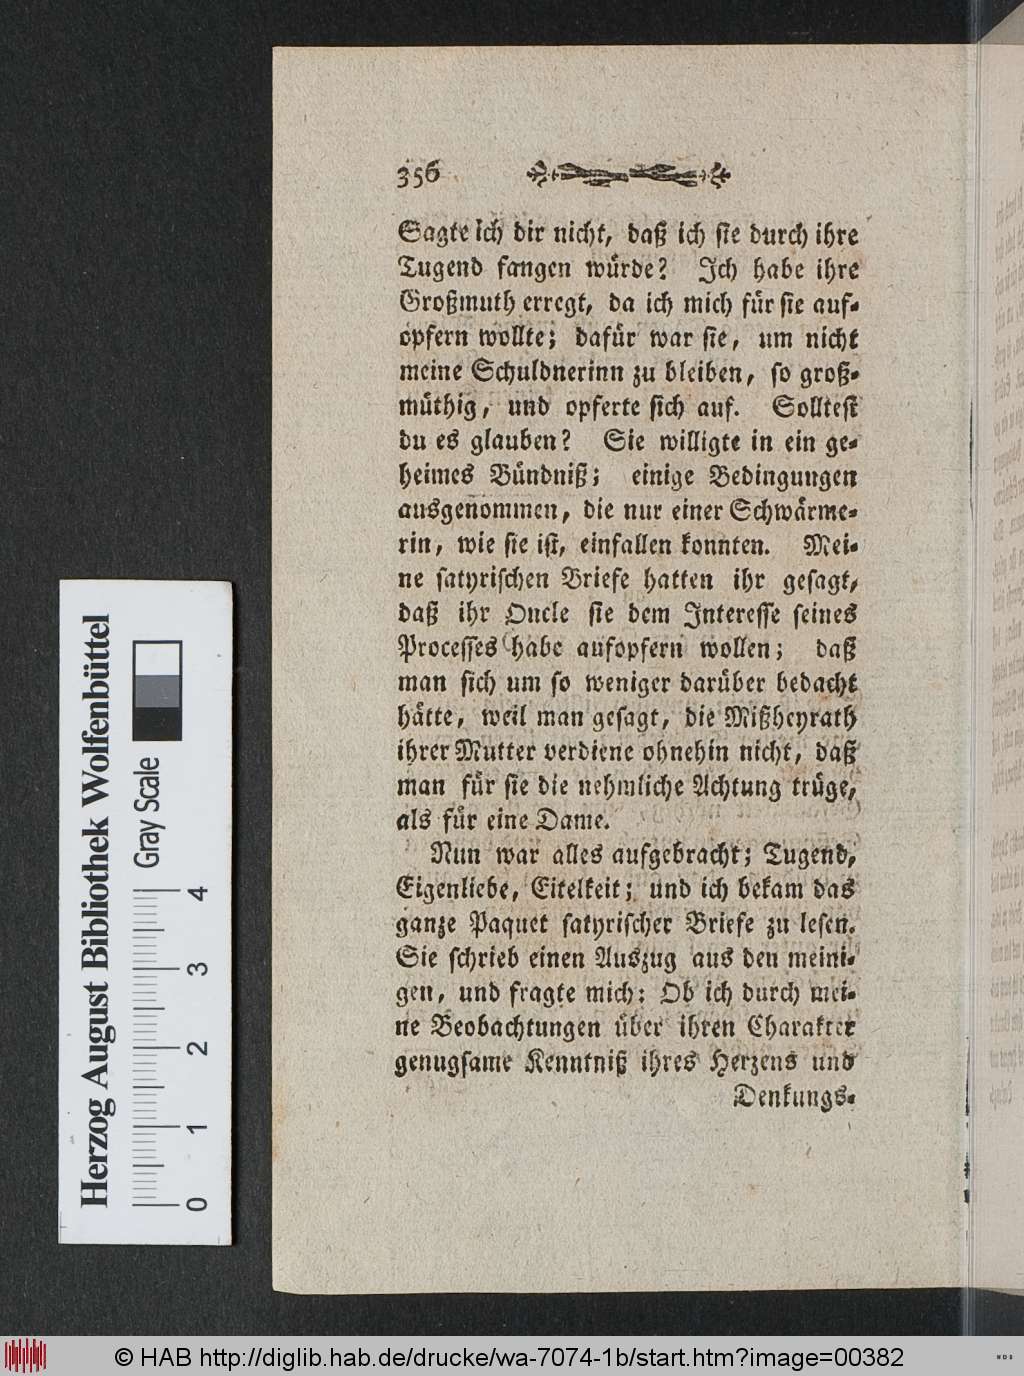 356
Sagte ich dir nicht, daß ich sie durch ihre
Tugend fangen würde? Ich habe ihre
Großmuth erregt, da ich mich für sie auf-
opfern wollte; dafür war sie, um nicht
meine Schuldnerinn zu bleiben, so groß-
müthig, und opferte sich auf. Solltest
du es glauben? Sie willigte in ein ge-
heimes Bündniß; einige Bedingungen
ausgenommen, die nur einer Schwärme-
rin, wie sie ist, einfallen konnten. Mei-
ne satyrischen Briefe hatten ihr gesagt,
daß ihr Oncle sie dem Interesse seines
Processes habe aufopfern wollen; daß
man sich um so weniger darüber bedacht
hätte, weil man gesagt, die Mißheyrath
ihrer Mutter verdiene ohnehin nicht, daß
man für sie die nehmliche Achtung trüge,
als für eine Dame.
Nun war alles aufgebracht; Tugend,
Eigenliebe, Eitelkeit; und ich bekam das
ganze Paquet satyrischer Briefe zu lesen.
Sie schrieb einen Auszug aus den meini-
gen, und fragte mich: Ob ich durch mei-
ne Beobachtungen über ihren Charakter
genugsame Kenntniß ihres Herzens und
Denkungs-
Herzog August Bibliothek Wolfenbüttel
Gray Scale
0 1 2 3 4
© HAB http://diglib.hab.de/drucke/wa-7074-1b/start.htm?image=00382